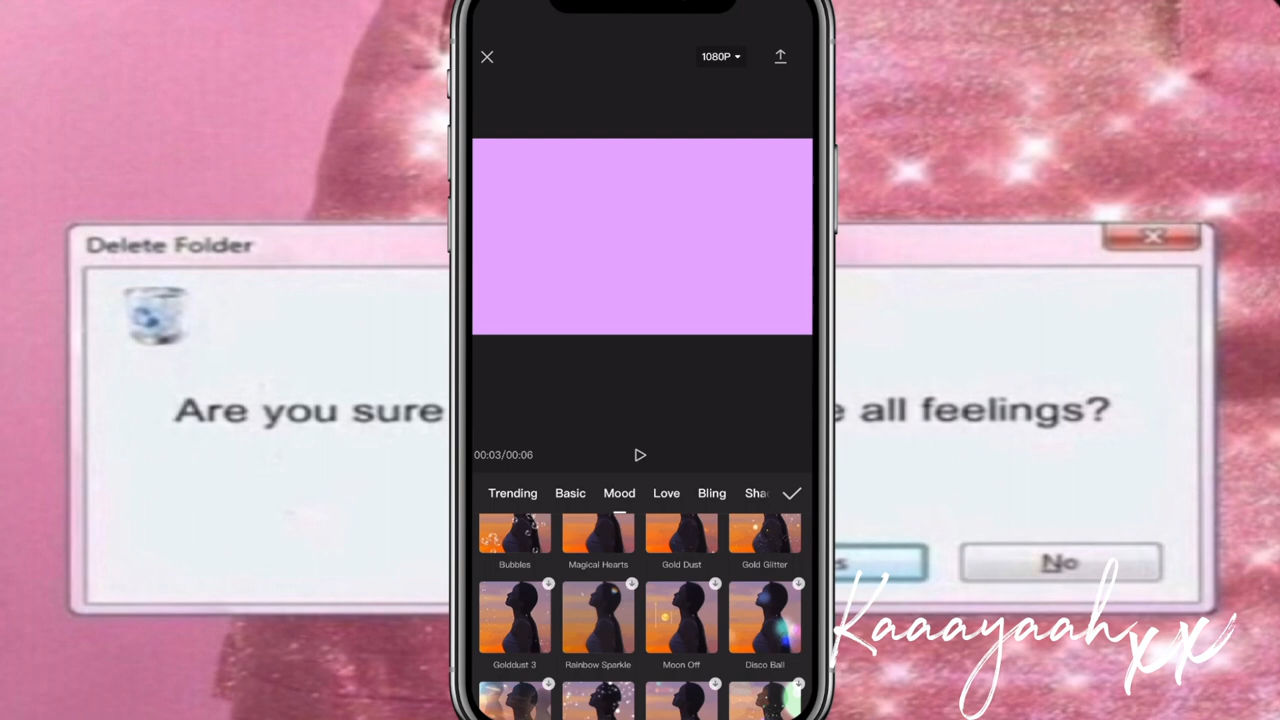 1080P
Delete Folder
Are you sure
all feelings?
00:03/00:06
Trending Basic Mood Love Bling Sha
Bubbles Magical Hearts Gold Dust Gold Glitter
No
Golddust 3 Rainbow Sparkle Moon Off Disco Ball
Kaaayaahxx